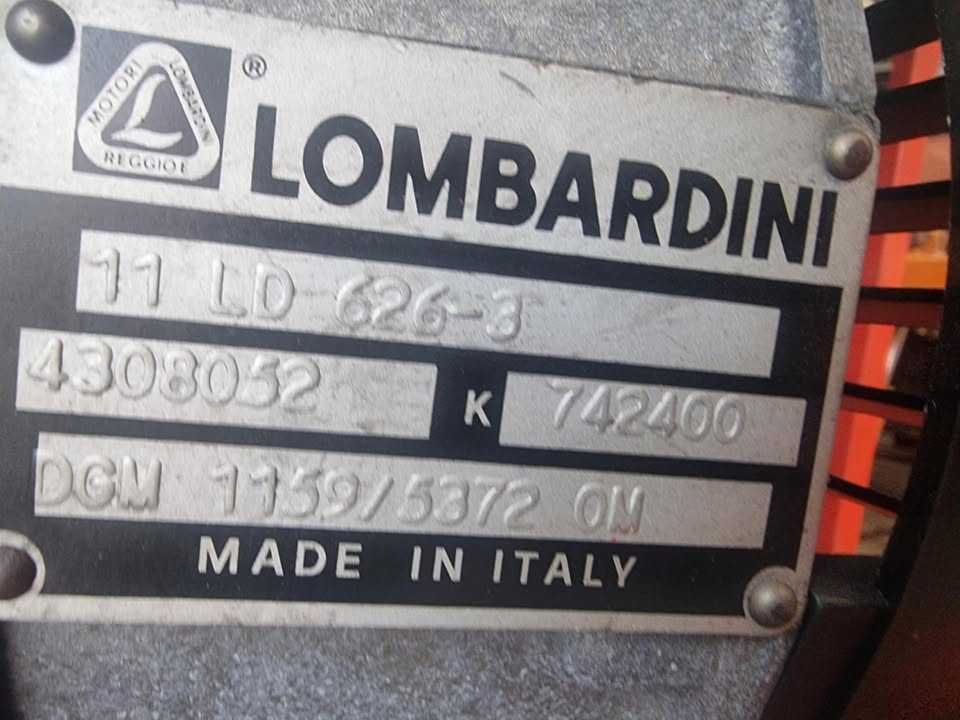 MOTORI LOMBARDINI
REGGIO E
®
LOMBARDINI
11 LD 626-3
4308052 K 742400
DGM 1159/5372 OM
MADE IN ITALY